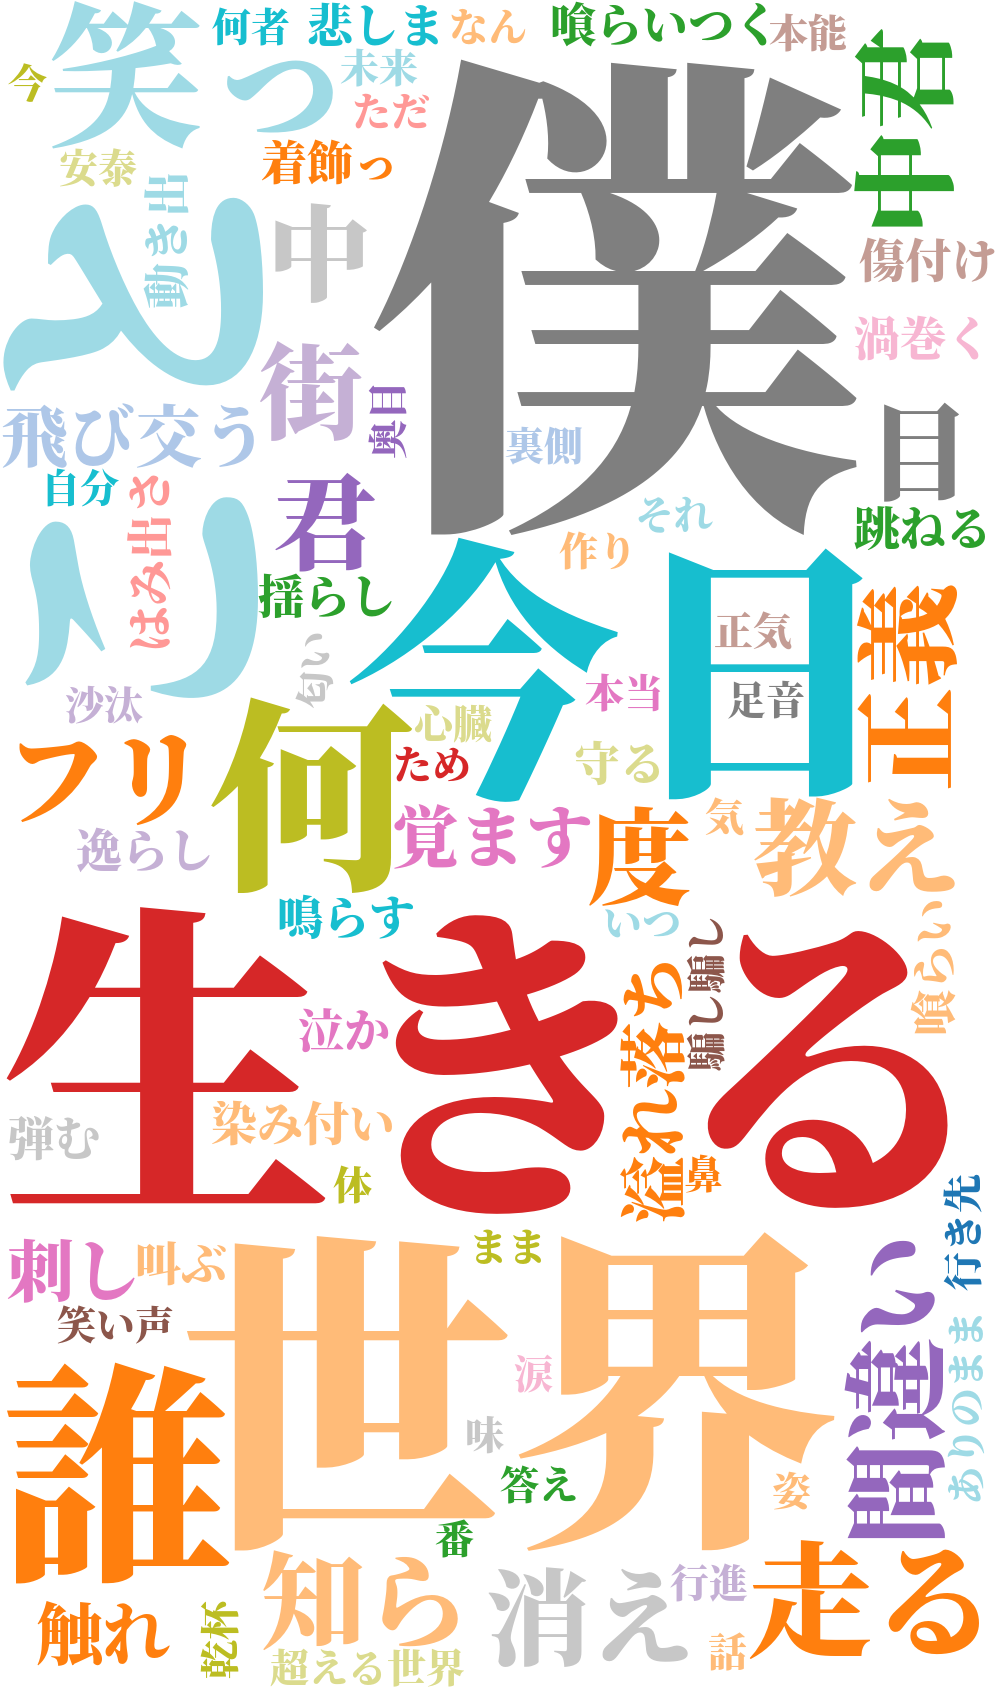 笑っ
何者
悲しま
なん
喰らいつく
本能
今
未来
ただ
僕
中君
安泰
着飾っ
動き出
ひとり
中
傷付け
渦巻く
街
奥目
飛び交う
裏側
目
自分
はみ出さ
君
それ
跳ねる
作り
今日
揺らし
正義
正気
匂い
沙汰
本当
足音
何
心臓
フリ
ため
守る
覚ます
度
気
教え
逸らし
鳴らす
いつ
喰らい
生きる
騙し騙し
溢れ落ち
泣か
弾む
染み付い
体
鼻
行き先
刺し
叫ぶ
まま
世界
間違い
笑い声
ありのまま
誰
涙
味
答え
姿
番
知ら
消え
行進
走る
触れ
乾杯
超える世界
話